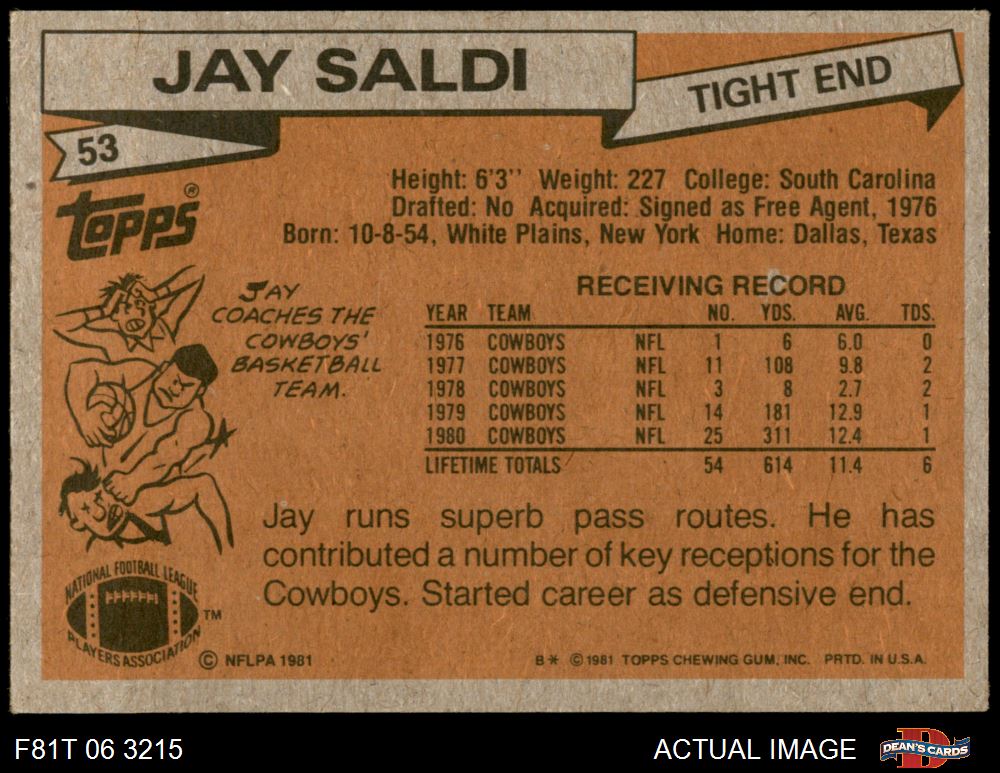 JAY SALDI
TIGHT END
53
TOPPS®
Height: 6'3'' Weight: 227 College: South Carolina
Drafted: No Acquired: Signed as Free Agent, 1976
Born: 10-8-54, White Plains, New York Home: Dallas, Texas
JAY
COACHES THE
COWBOYS'
BASKETBALL
TEAM.
RECEIVING RECORD
YEAR TEAM NO. YDS. AVG. TDS.
1976 COWBOYS NFL 1 6 6.0 0
1977 COWBOYS NFL 11 108 9.8 2
1978 COWBOYS NFL 3 8 2.7 2
1979 COWBOYS NFL 14 181 12.9 1
1980 COWBOYS NFL 25 311 12.4 1
LIFETIME TOTALS 54 614 11.4 6
Jay runs superb pass routes. He has
contributed a number of key receptions for the
Cowboys. Started career as defensive end.
NATIONAL FOOTBALL LEAGUE
PLAYERS ASSOCIATION
TM
© NFLPA 1981
B* © 1981 TOPPS CHEWING GUM, INC. PRTD. IN U.S.A.
F81T 06 3215
ACTUAL IMAGE
DEAN'S CARDS